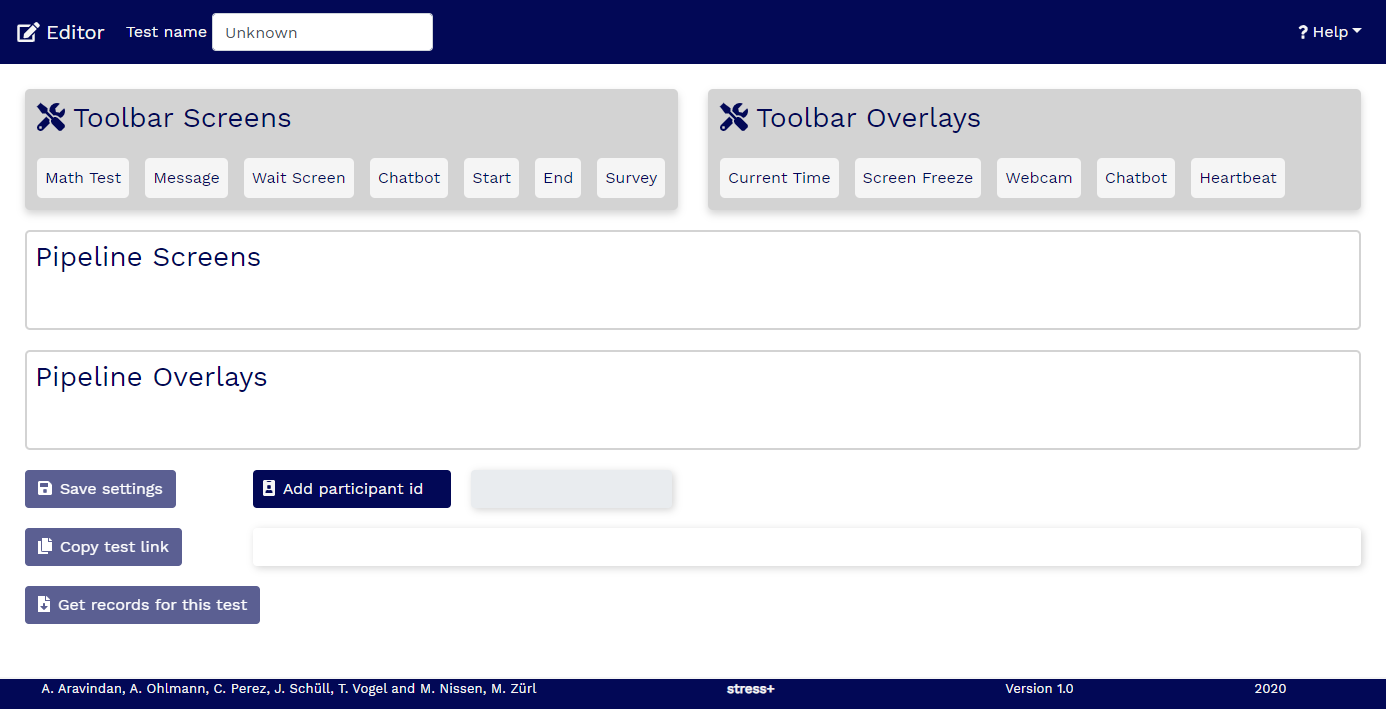 Editor Test name Unknown ? Help
Toolbar Screens
Math Test Message Wait Screen Chatbot Start End Survey
Toolbar Overlays
Current Time Screen Freeze Webcam Chatbot Heartbeat
Pipeline Screens
Pipeline Overlays
Save settings Add participant id
Copy test link
Get records for this test
A. Aravindan, A. Ohlmann, C. Perez, J. Schüll, T. Vogel and M. Nissen, M. Zürl stress+ Version 1.0 2020